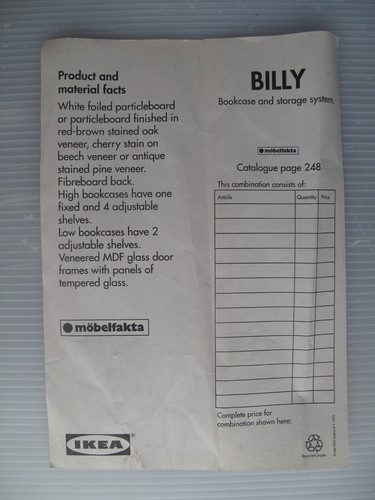 Product and
material facts
White foiled particleboard
or particleboard finished in
red-brown stained oak
veneer, cherry stain on
beech veneer or antique
stained pine veneer.
Fibreboard back.
High bookcases have one
fixed and 4 adjustable
shelves.
Low bookcases have 2
adjustable shelves.
Veneered MDF glass door
frames with panels of
tempered glass.
möbelfakta
IKEA
BILLY
Bookcase and storage system
möbelfakta
Catalogue page 248
This combination consists of:
Article Quantity Price
Complete price for
combination shown here:
Recycled paper